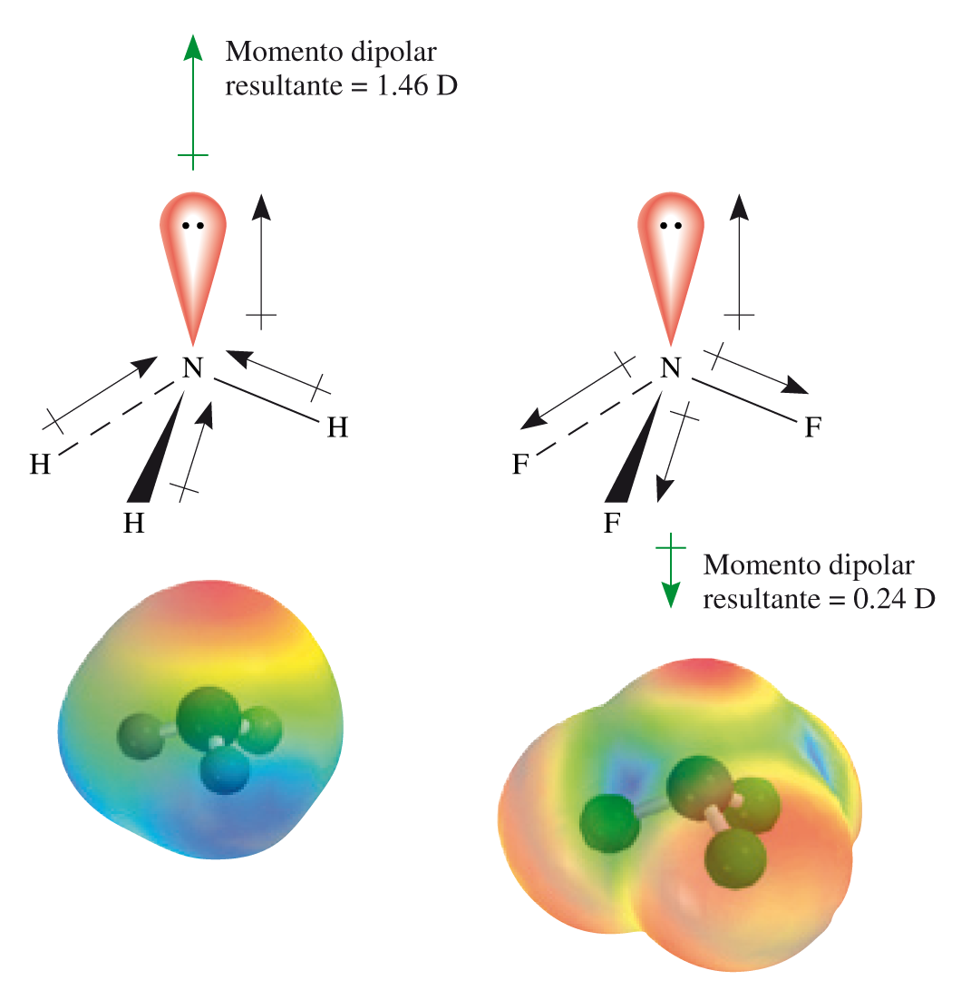 Momento dipolar
resultante = 1.46 D
N
H
H
H
N
F
F
F
Momento dipolar
resultante = 0.24 D